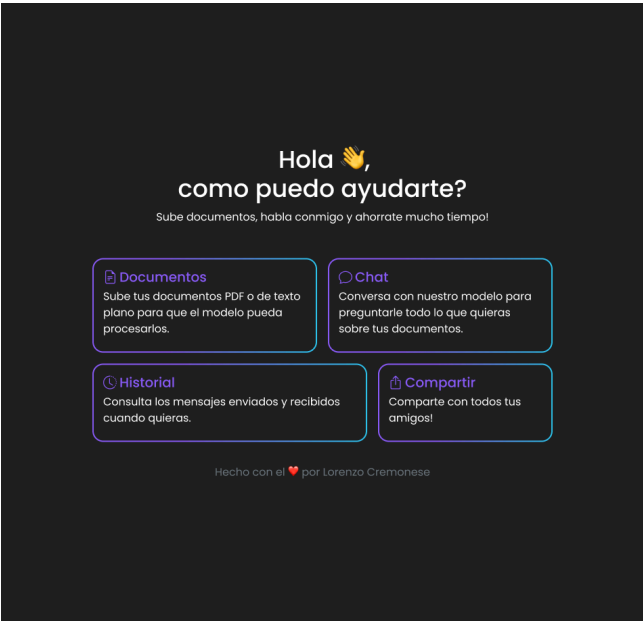 Hola 👋,
como puedo ayudarte?
Sube documentos, habla conmigo y ahorrate mucho tiempo!
Documentos
Sube tus documentos PDF o de texto
plano para que el modelo pueda
procesarlos.
Chat
Conversa con nuestro modelo para
preguntarle todo lo que quieras
sobre tus documentos.
Historial
Consulta los mensajes enviados y recibidos
cuando quieras.
Compartir
Comparte con todos tus
amigos!
Hecho con el ❤️ por Lorenzo Cremonese